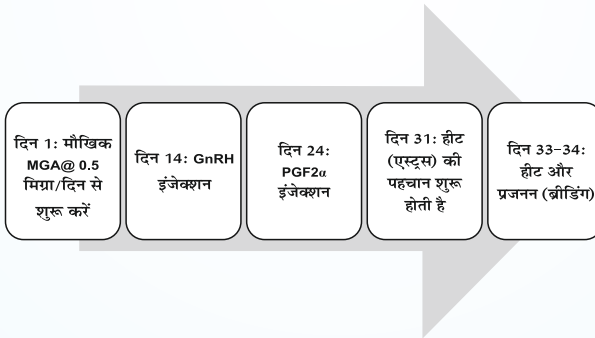 दिन 1: मौखिक
MGA@ 0.5
मिग्रा/दिन से
शुरू करें
दिन 14: GnRH
इंजेक्शन
दिन 24:
PGF2α
इंजेक्शन
दिन 31: हीट
(एस्ट्रस) की
पहचान शुरू
होती है
दिन 33-34:
हीट और
प्रजनन (ब्रीडिंग)